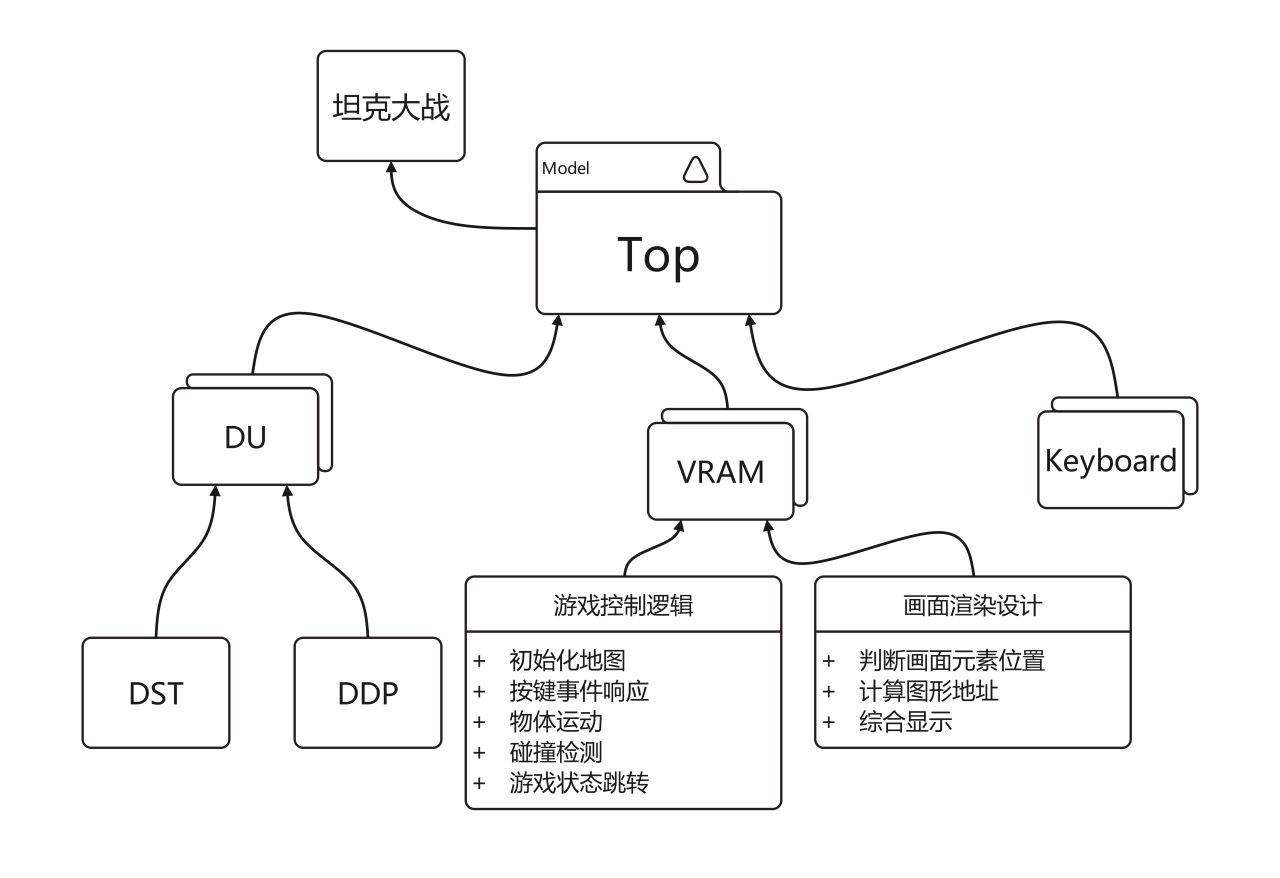 坦克大战
Model
Top
DU
VRAM
Keyboard
DST
DDP
游戏控制逻辑
+ 初始化地图
+ 按键事件响应
+ 物体运动
+ 碰撞检测
+ 游戏状态跳转
画面渲染设计
+ 判断画面元素位置
+ 计算图形地址
+ 综合显示